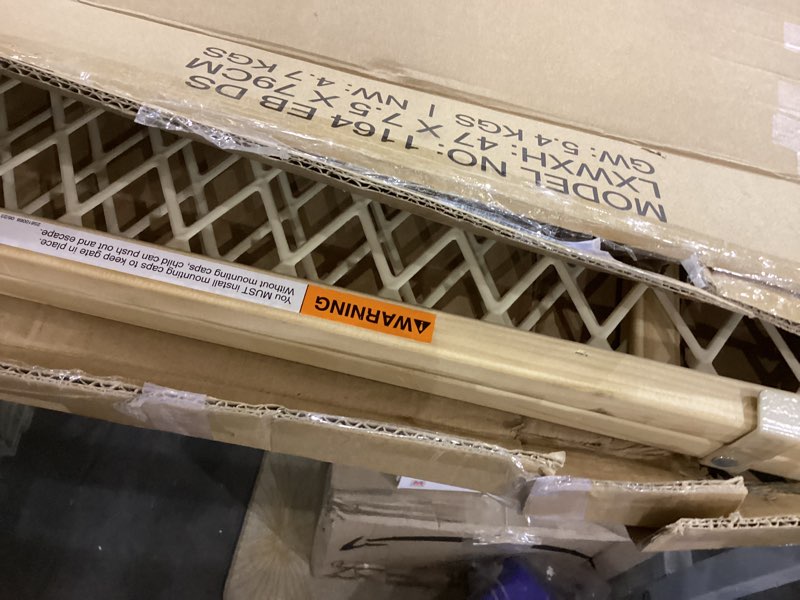 MODEL NO: 1164 EB DS
LXWXH: 47 X 7.5 X 79CM
GW: 5.4 KGS I NW: 4.7 KGS
WARNING
You MUST install mounting caps to keep gate in place.
Without mounting caps, child can push out and escape.